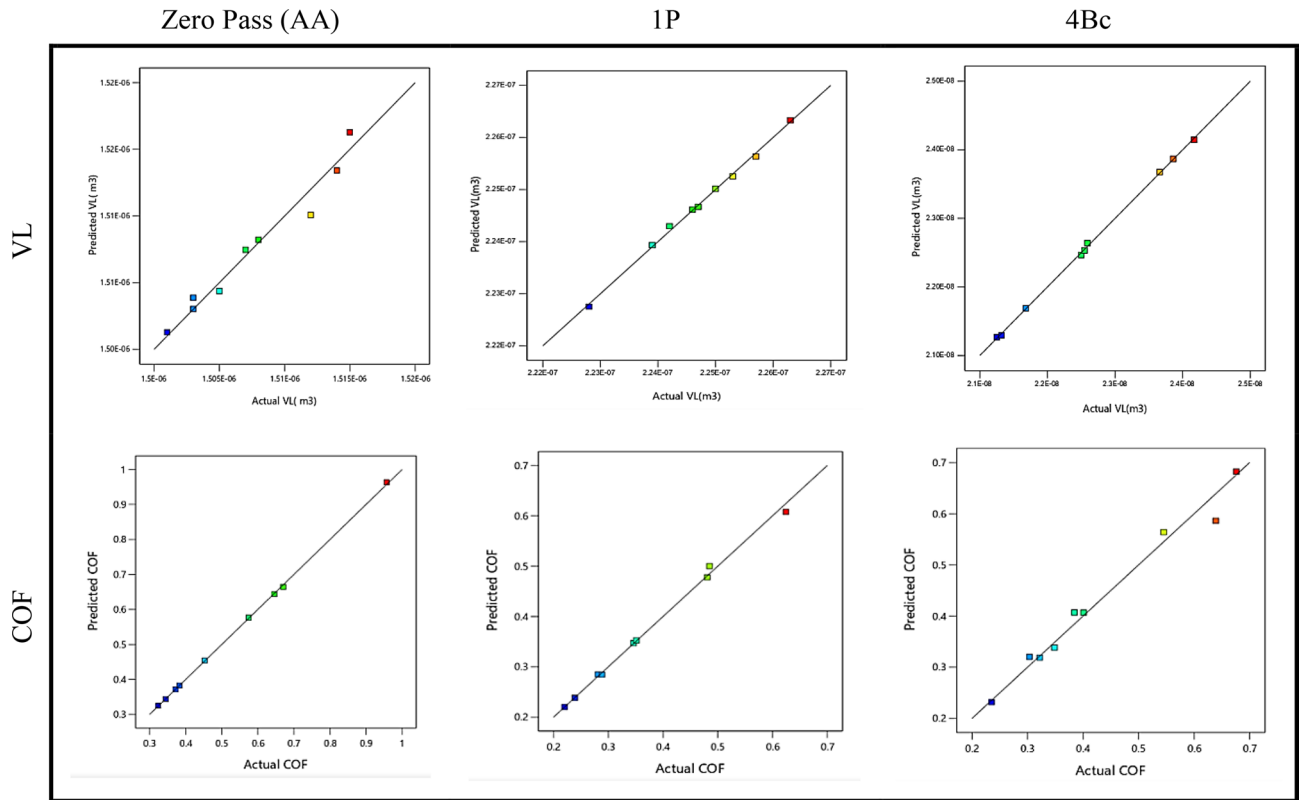 Zero Pass (AA)
1P
4Bc
VL
1.52E-06
1.52E-06
1.51E-06
1.51E-06
1.50E-06
Predicted VL( m3)
1.5E-06
1.505E-06
1.511E-06
1.515E-06
1.52E-06
Actual VL( m3)
2.27E-07
2.26E-07
2.25E-07
2.24E-07
2.23E-07
2.22E-07
Predicted VL(m3)
2.22E-07
2.23E-07
2.24E-07
2.25E-07
2.26E-07
2.27E-07
Actual VL(m3)
2.50E-08
2.40E-08
2.30E-08
2.20E-08
2.10E-08
Predicted VL(m3)
2.1E-08
2.2E-08
2.3E-08
2.4E-08
2.5E-08
Actual VL(m3)
COF
1
0.9
0.8
0.7
0.6
0.5
0.4
0.3
Predicted COF
0.3
0.4
0.5
0.6
0.7
0.8
0.9
1
Actual COF
0.7
0.6
0.5
0.4
0.3
0.2
Predicted COF
0.2
0.3
0.4
0.5
0.6
0.7
Actual COF
0.7
0.6
0.5
0.4
0.3
0.2
Predicted COF
0.2
0.3
0.4
0.5
0.6
0.7
Actual COF